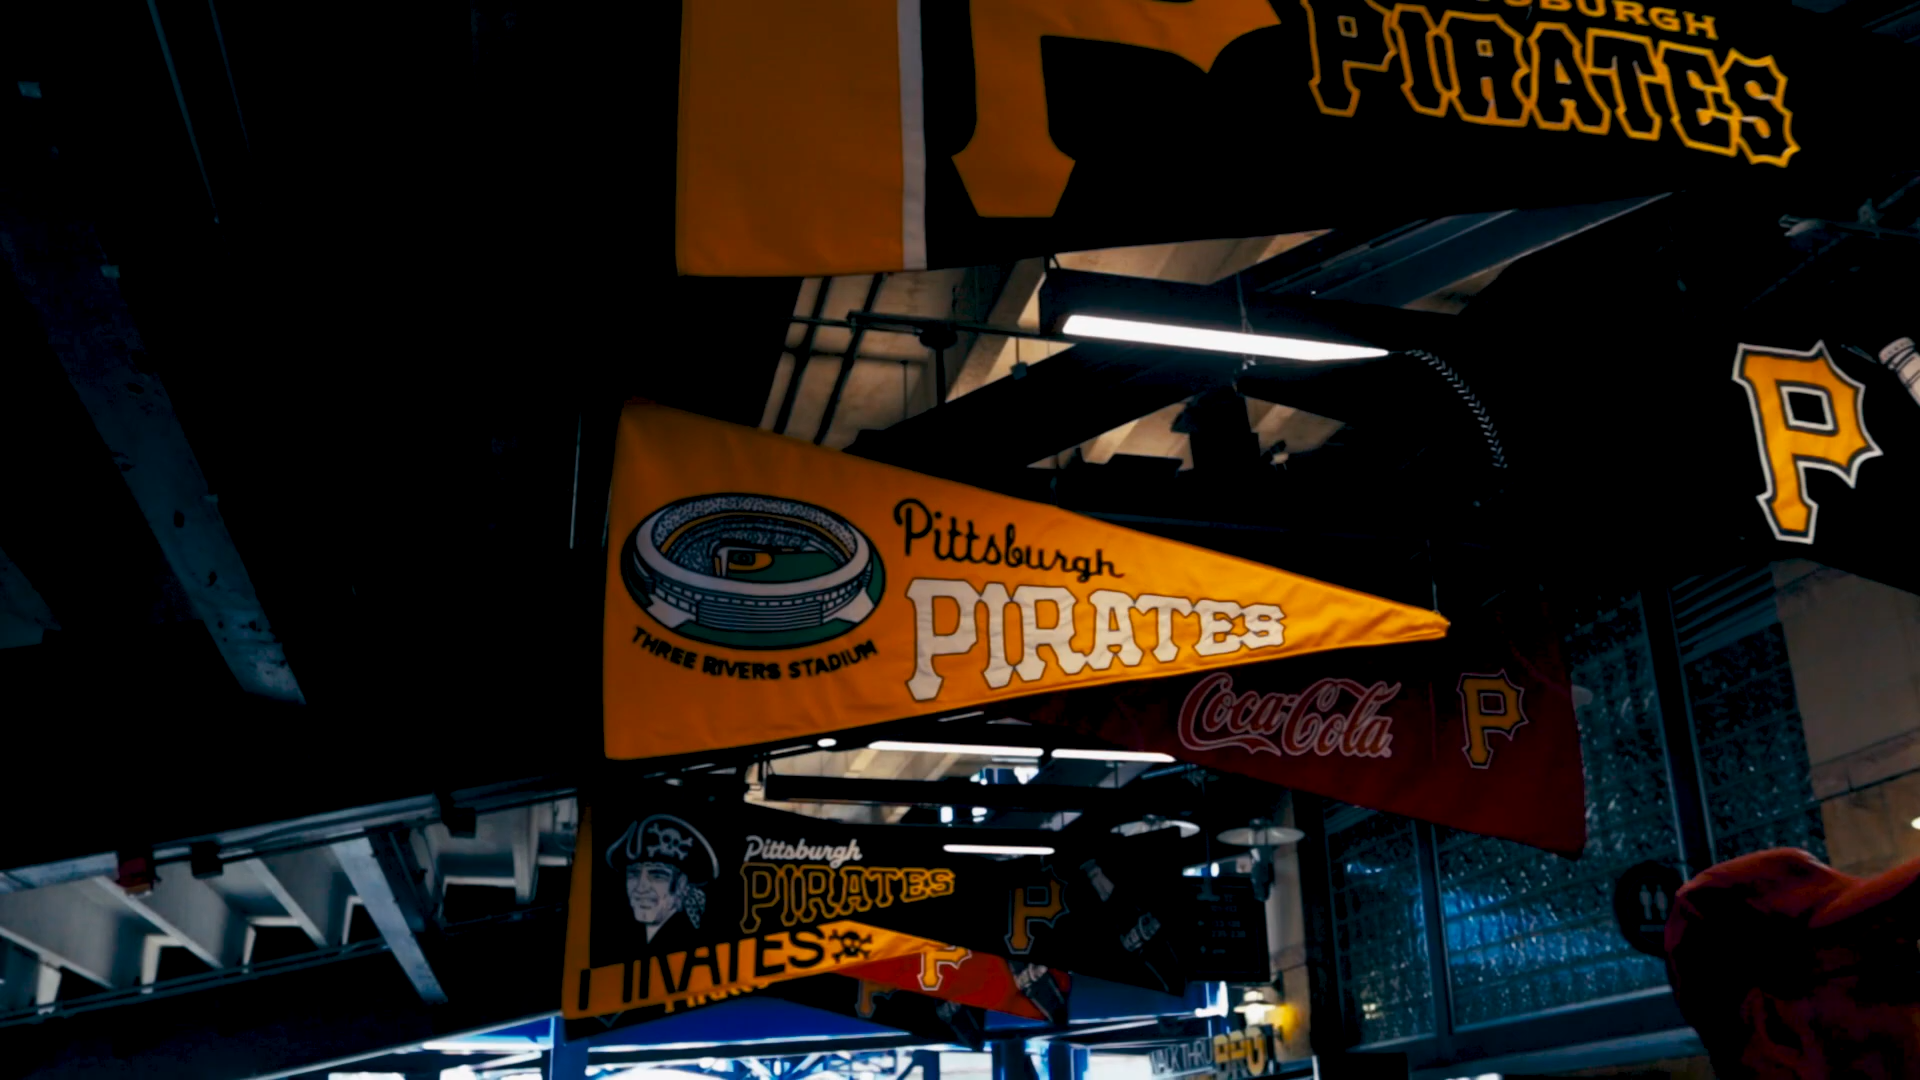 P
PIRATES
P
Pittsburgh
PIRATES
THREE RIVERS STADIUM
Coca-Cola
P
Pittsburgh
PIRATES
P
PIRATES
P
P